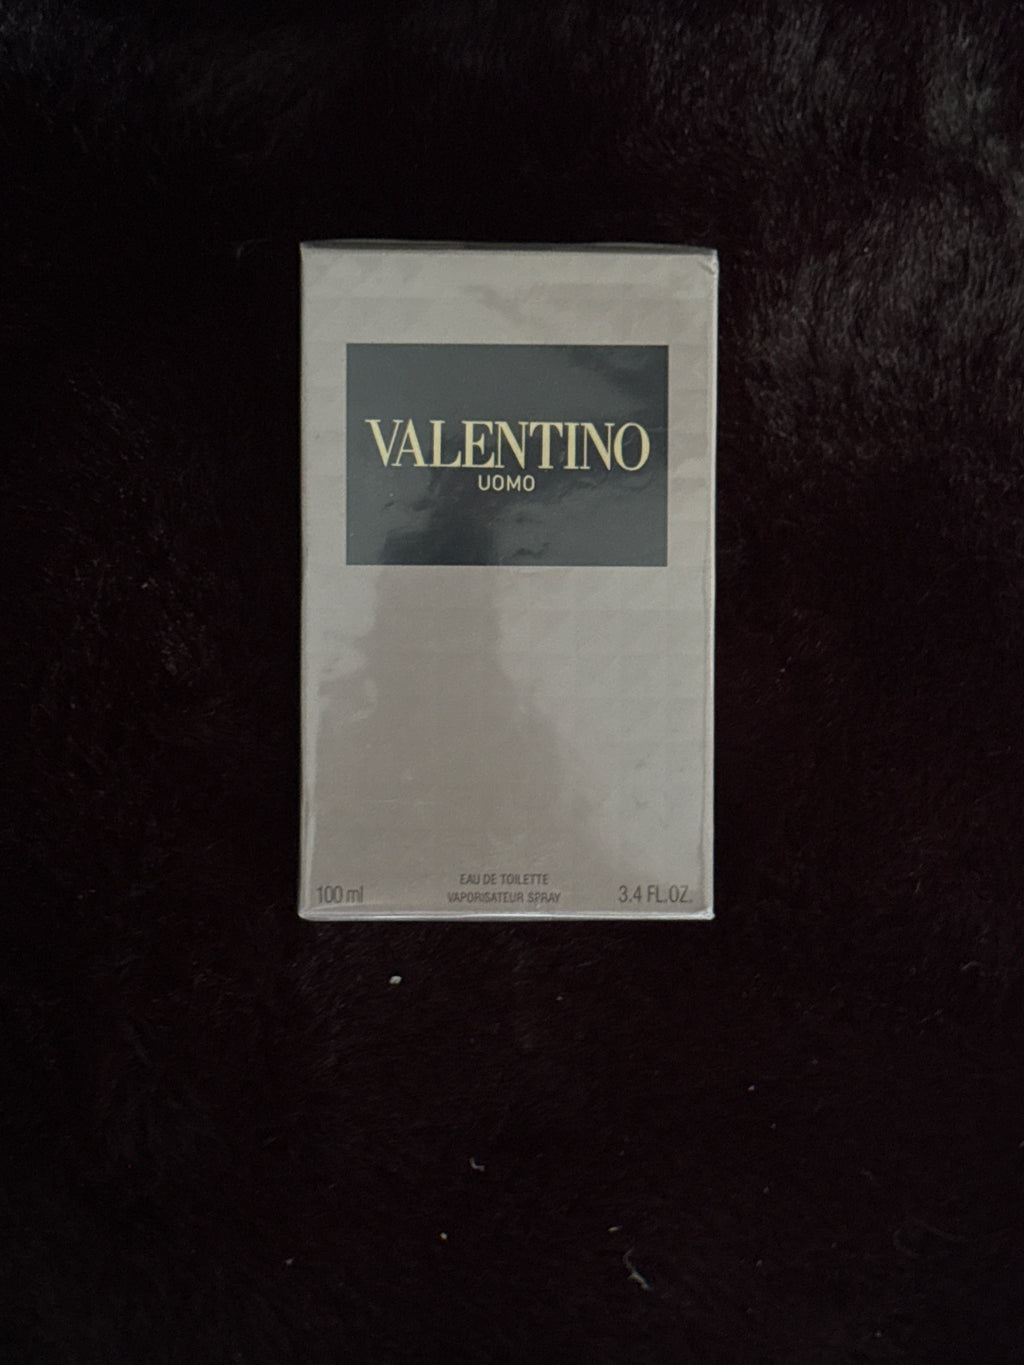 VALENTINO
UOMO
EAU DE TOILETTE
100 ml VAPORISATEUR SPRAY 3.4 FL.OZ.